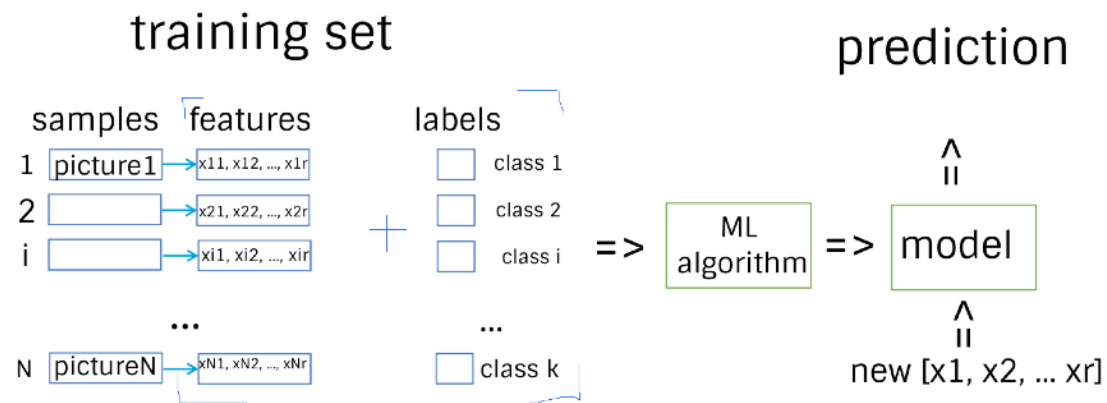 training set
prediction
samples features labels
1 picture1 x11, x12, ..., x1r class 1
2 x21, x22, ..., x2r class 2
i xi1, xi2, ..., xir class i
... ...
N pictureN xN1, xN2, ..., xNr class k
+
=>
ML
algorithm
=>
=>
model
=>
new [x1, x2, ... xr]